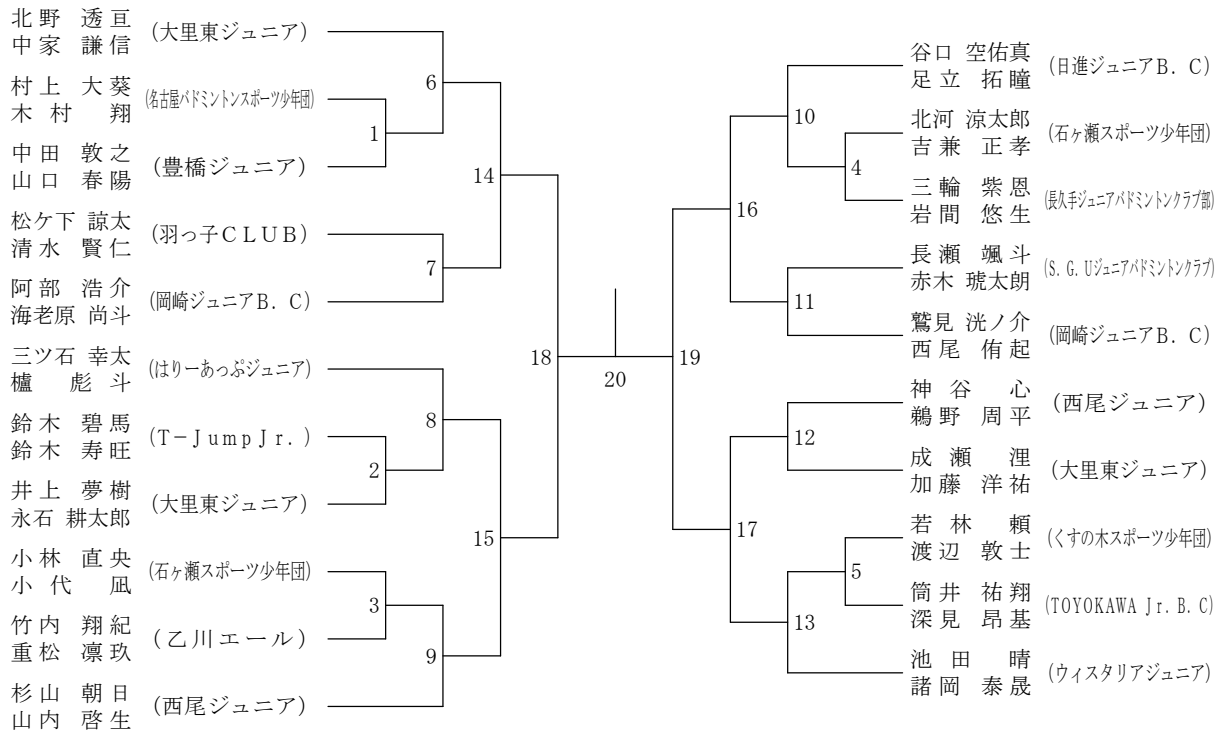 北野 透亘
中家 謙信
(大里東ジュニア)
村上 大葵
木村 翔
(名古屋バドミントンスポーツ少年団)
中田 敦之
山口 春陽
(豊橋ジュニア)
松ケ下 諒太
清水 賢仁
(羽っ子CLUB)
阿部 浩介
海老原 尚斗
(岡崎ジュニアB.C)
三ツ石 幸太
櫨 彪斗
(はりーあっぷジュニア)
鈴木 碧馬
鈴木 寿旺
(T-JumpJr.)
井上 夢樹
永石 耕太郎
(大里東ジュニア)
小林 直央
小代 凪
(石ヶ瀬スポーツ少年団)
竹内 翔紀
重松 凛玖
(乙川エール)
杉山 朝日
山内 啓生
(西尾ジュニア)
6
1
14
7
18
8
2
15
3
9
20
谷口 空佑真
足立 拓瞳
(日進ジュニアB.C)
北河 涼太郎
吉兼 正孝
(石ヶ瀬スポーツ少年団)
三輪 紫恩
岩間 悠生
(長久手ジュニアバドミントンクラブ部)
長瀬 颯斗
赤木 琥太朗
(S.G.Uジュニアバドミントンクラブ)
鷲見 洸ノ介
西尾 侑起
(岡崎ジュニアB.C)
神谷 心
鵜野 周平
(西尾ジュニア)
成瀬 浬
加藤 洋祐
(大里東ジュニア)
若林 頼
渡辺 敦士
(くすの木スポーツ少年団)
筒井 祐翔
深見 昂基
(TOYOKAWA Jr.B.C)
池田 晴
諸岡 泰晟
(ウィスタリアジュニア)
10
4
16
11
19
12
17
5
13